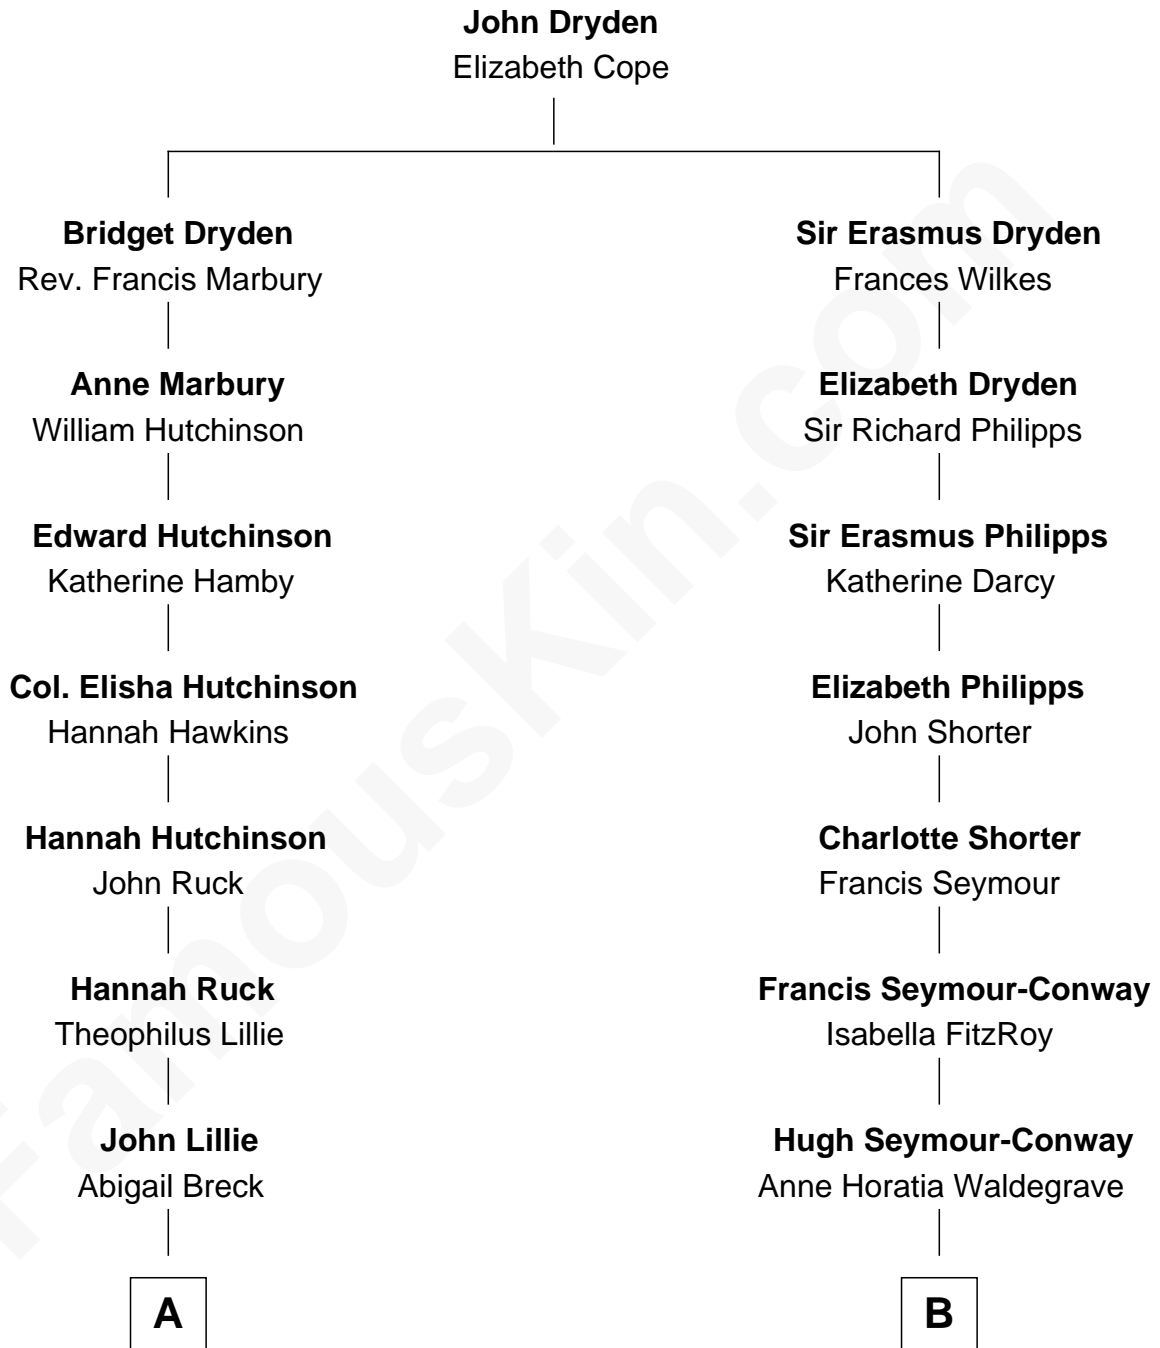 John Dryden
Elizabeth Cope
Bridget Dryden
Rev. Francis Marbury
Sir Erasmus Dryden
Frances Wilkes
Anne Marbury
William Hutchinson
Elizabeth Dryden
Sir Richard Philipps
Edward Hutchinson
Katherine Hamby
Sir Erasmus Philipps
Katherine Darcy
Col. Elisha Hutchinson
Hannah Hawkins
Elizabeth Philipps
John Shorter
Hannah Hutchinson
John Ruck
Charlotte Shorter
Francis Seymour
Hannah Ruck
Theophilus Lillie
Francis Seymour-Conway
Isabella FitzRoy
John Lillie
Abigail Breck
Hugh Seymour-Conway
Anne Horatia Waldegrave
A
B
FamousKin.com